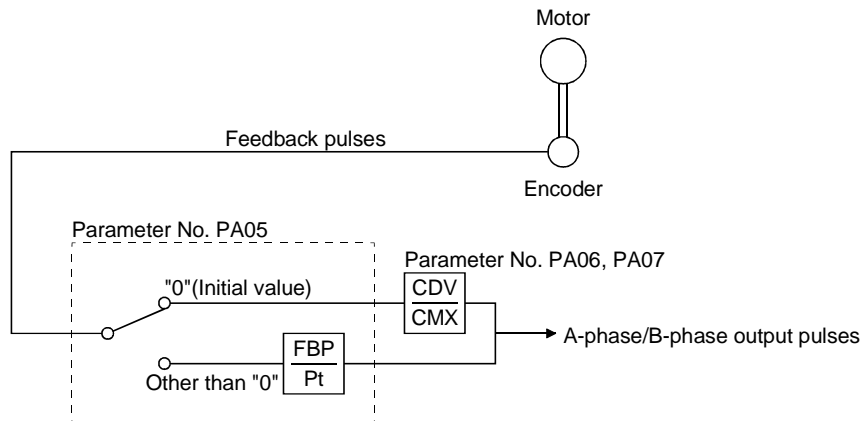 Motor
Feedback pulses
Encoder
Parameter No. PA05
Parameter No. PA06, PA07
"0"(Initial value)
CDV
CMX
A-phase/B-phase output pulses
FBP
Pt
Other than "0"